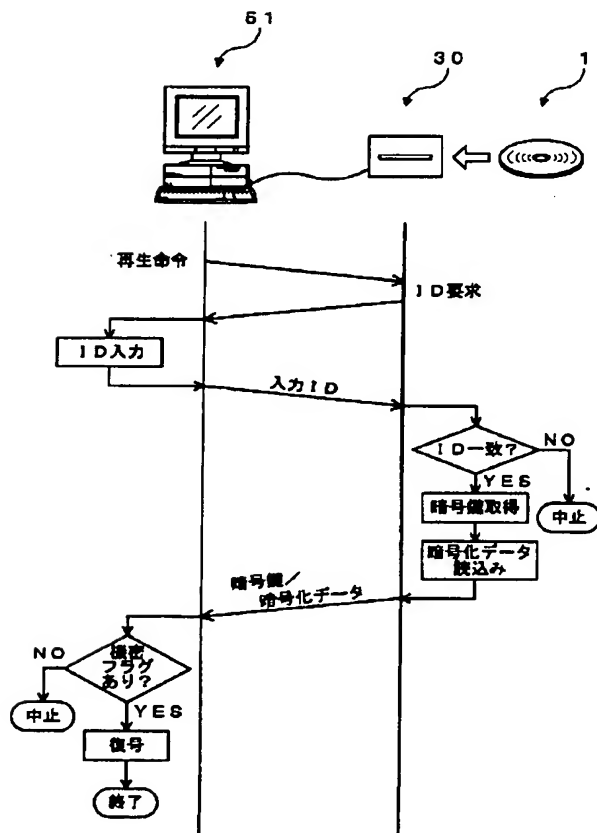 51
30
1
再生命令
ID要求
ID入力
入力ID
ID一致?
NO
YES
暗号鍵取得
中止
暗号化データ
読込み
暗号鍵/
暗号化データ
機密
フラグ
あり?
NO
YES
中止
復号
終了